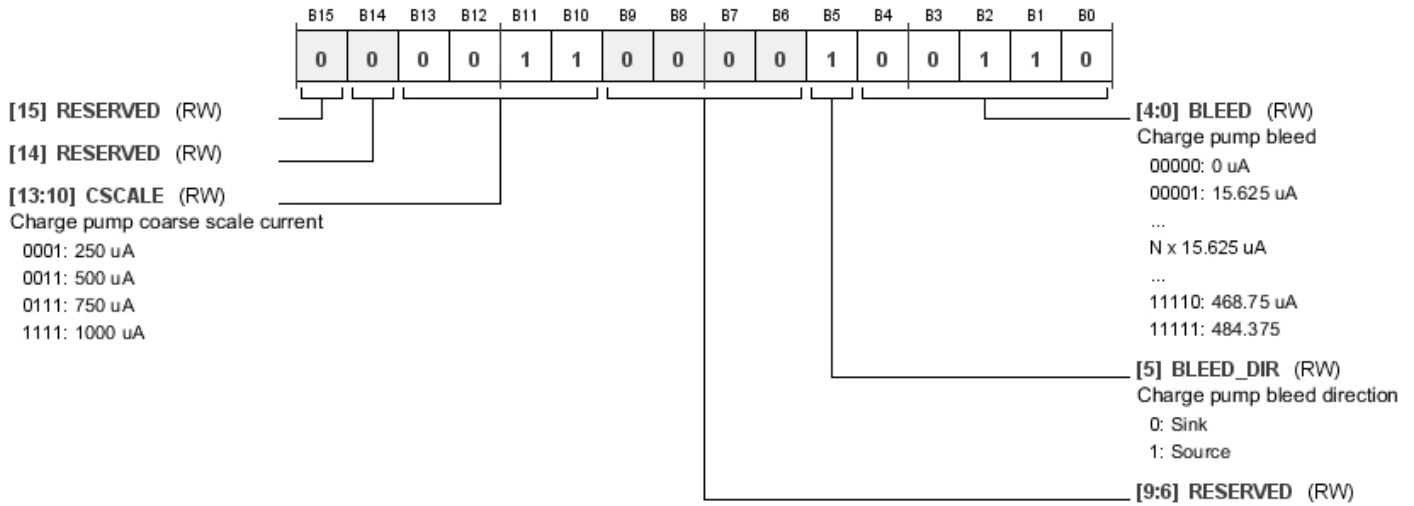 B15 B14 B13 B12 B11 B10 B9 B8 B7 B6 B5 B4 B3 B2 B1 B0
0 0 0 0 1 1 0 0 0 0 1 0 0 1 1 0
[15] RESERVED (RW)
[14] RESERVED (RW)
[13:10] CSCALE (RW)
Charge pump coarse scale current
0001: 250 uA
0011: 500 uA
0111: 750 uA
1111: 1000 uA
[4:0] BLEED (RW)
Charge pump bleed
00000: 0 uA
00001: 15.625 uA
...
N x 15.625 uA
...
11110: 468.75 uA
11111: 484.375
[5] BLEED_DIR (RW)
Charge pump bleed direction
0: Sink
1: Source
[9:6] RESERVED (RW)